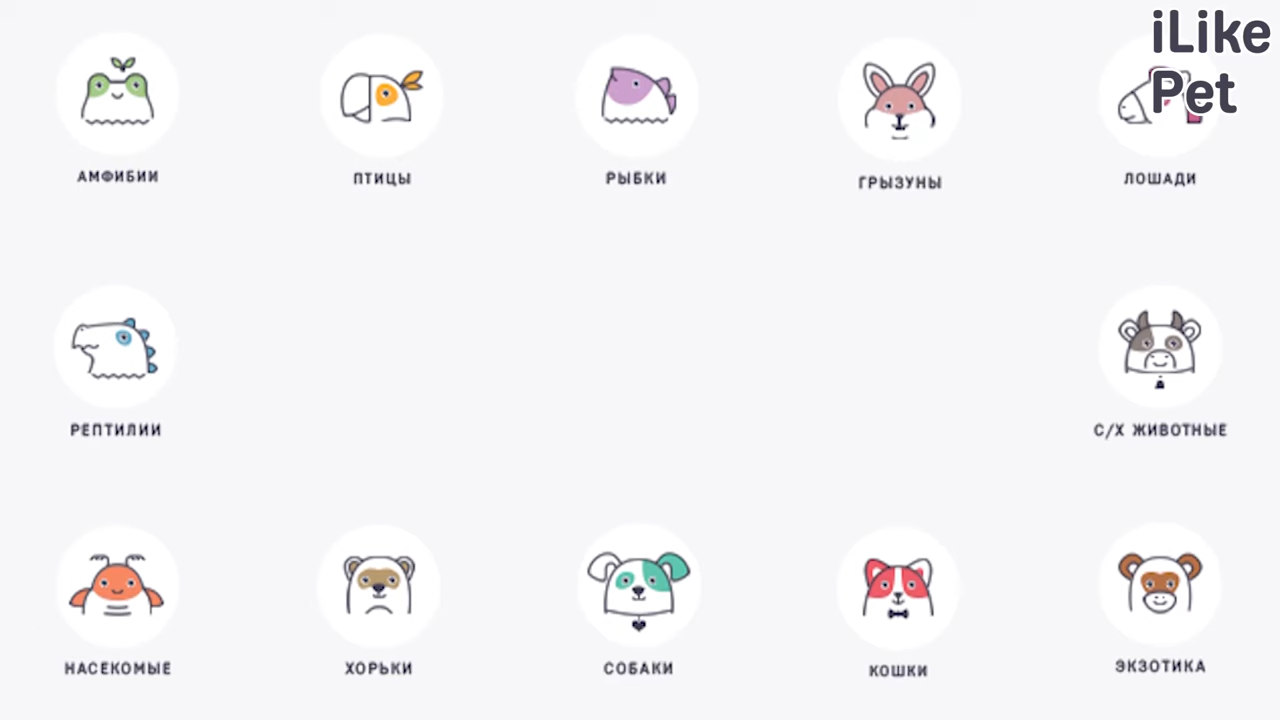 iLike
Pet
АМФИБИИ
ПТИЦЫ
РЫБКИ
ГРЫЗУНЫ
ЛОШАДИ
РЕПТИЛИИ
С/Х ЖИВОТНЫЕ
НАСЕКОМЫЕ
ХОРЬКИ
СОБАКИ
КОШКИ
ЭКЗОТИКА